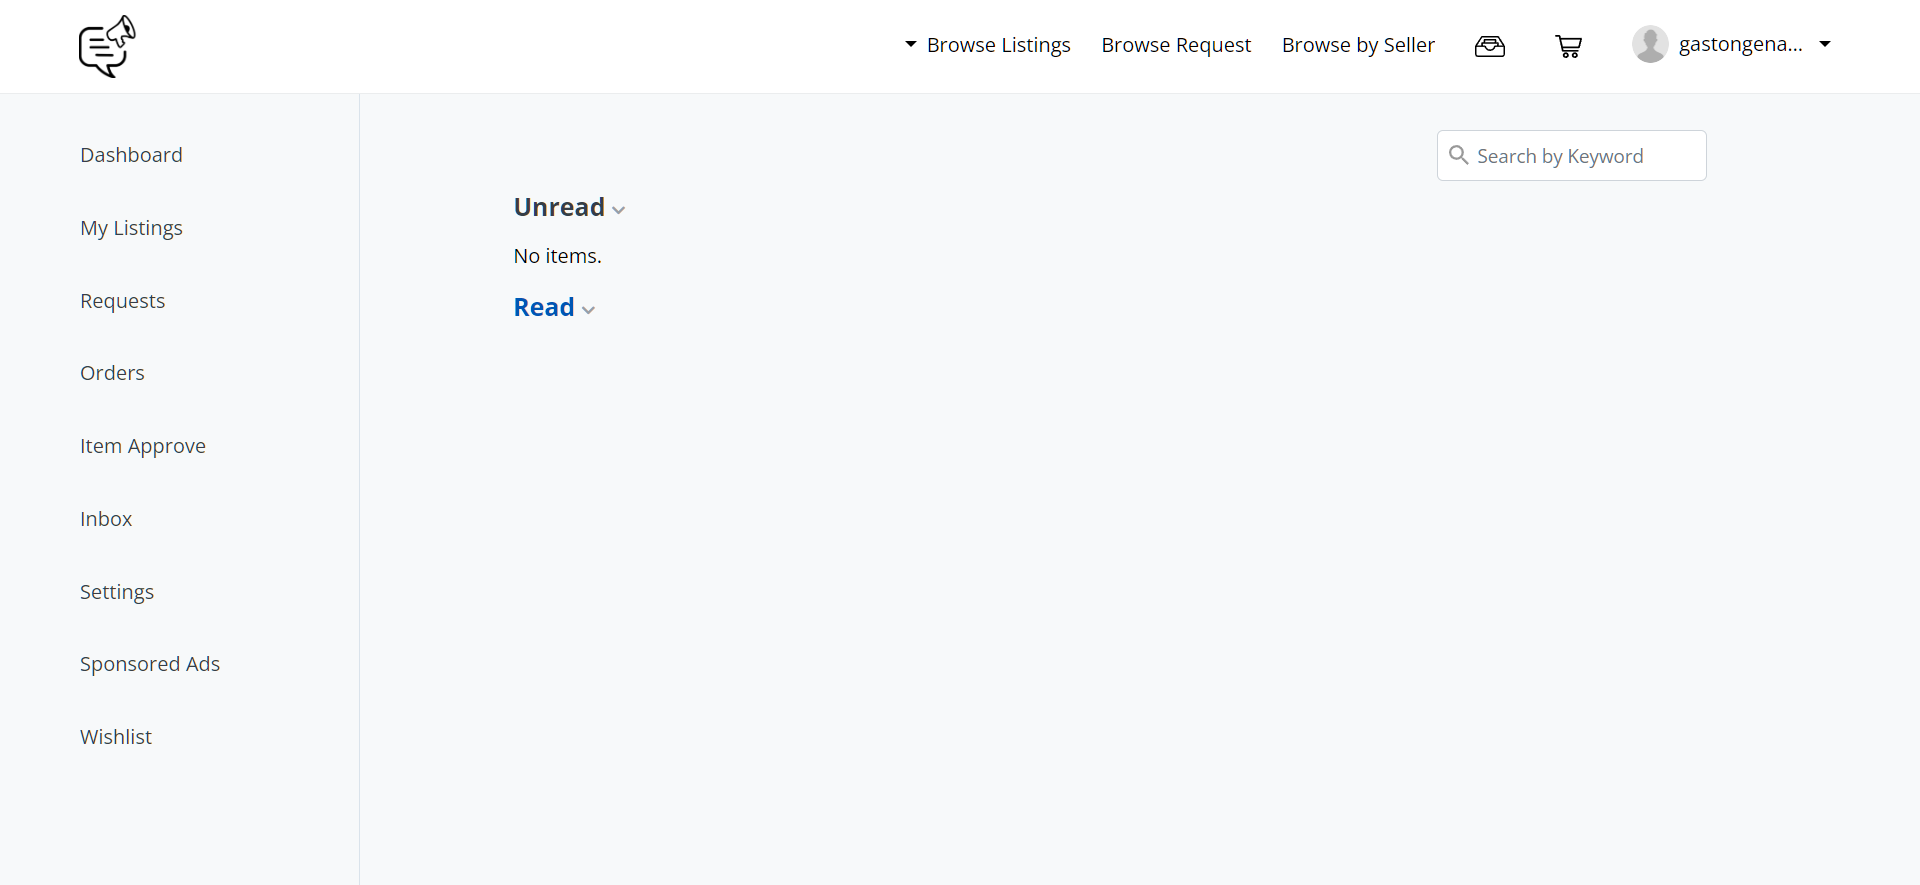 Browse Listings
Browse Request
Browse by Seller
gastongena...
Dashboard
My Listings
Requests
Orders
Item Approve
Inbox
Settings
Sponsored Ads
Wishlist
Search by Keyword
Unread
No items.
Read